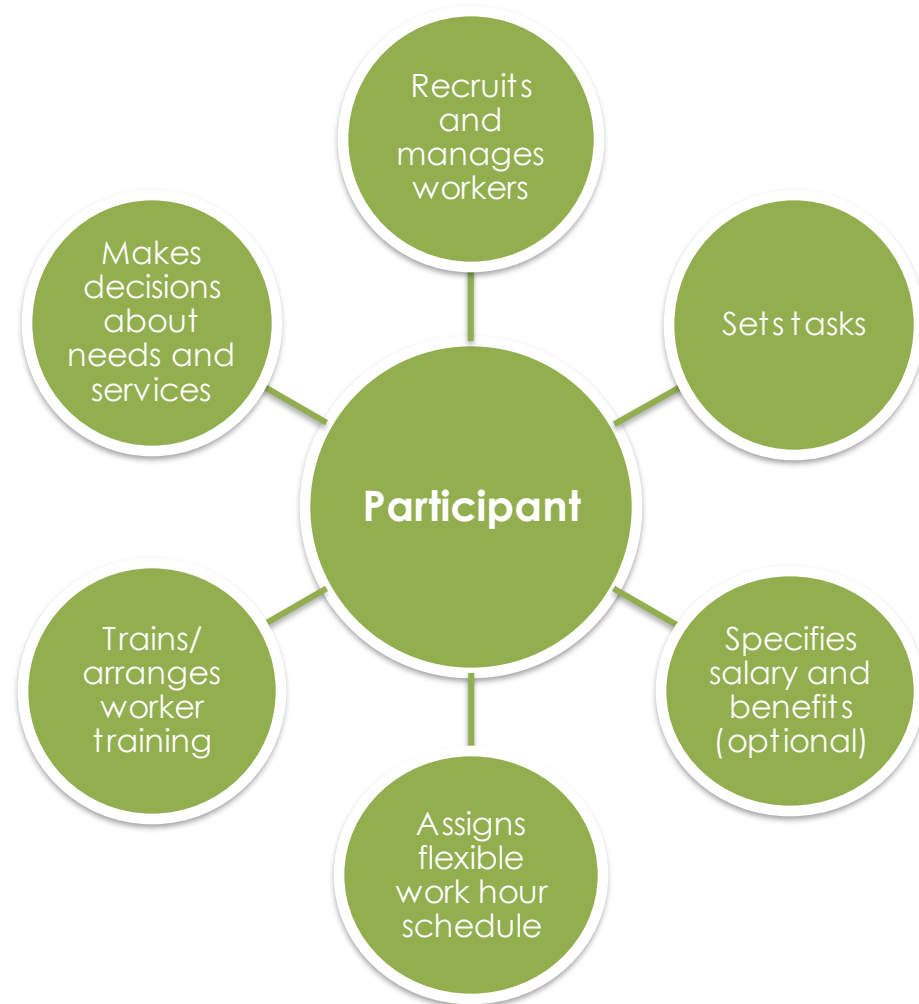 Recruits
and
manages
workers
Sets tasks
Specifies
salary and
benefits
(optional)
Assigns
flexible
work hour
schedule
Trains/
arranges
worker
training
Makes
decisions
about
needs and
services
Participant